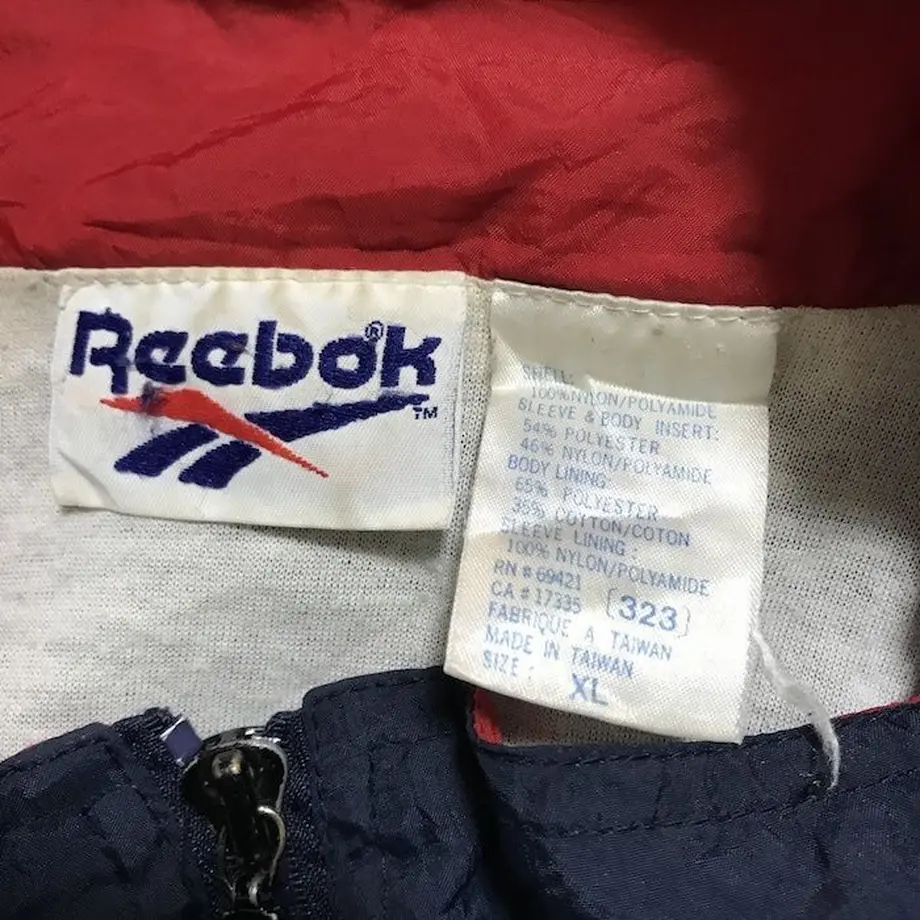 Reebok®
TM
SHELL:
100% NYLON/POLYAMIDE
SLEEVE & BODY INSERT:
54% POLYESTER
46% NYLON/POLYAMIDE
BODY LINING:
65% POLYESTER
35% COTTON/COTON
SLEEVE LINING:
100% NYLON/POLYAMIDE
RN # 69421
CA # 17335 [323]
FABRIQUE A TAIWAN
MADE IN TAIWAN
SIZE: XL